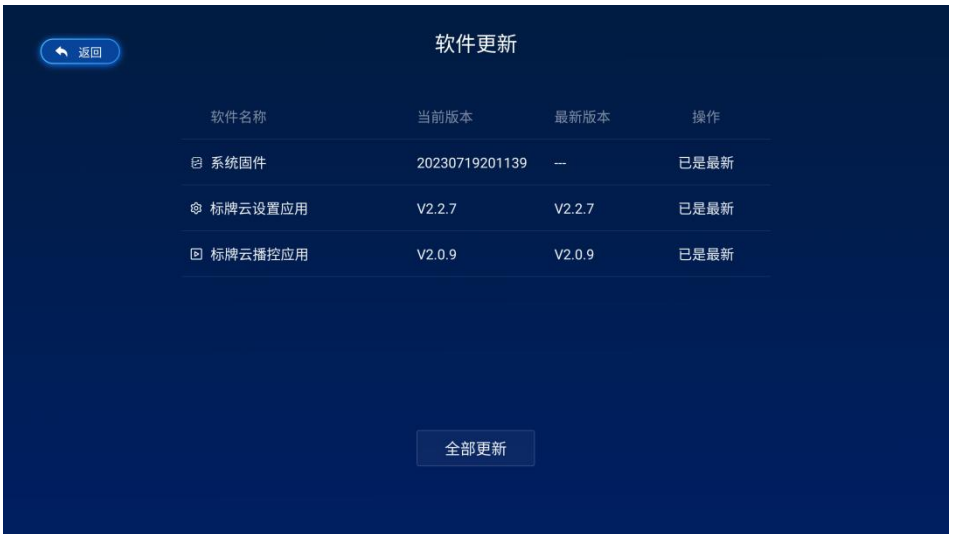 返回
软件更新
软件名称 当前版本 最新版本 操作
系统固件 20230719201139 --- 已是最新
标牌云设置应用 V2.2.7 V2.2.7 已是最新
标牌云播控应用 V2.0.9 V2.0.9 已是最新
全部更新